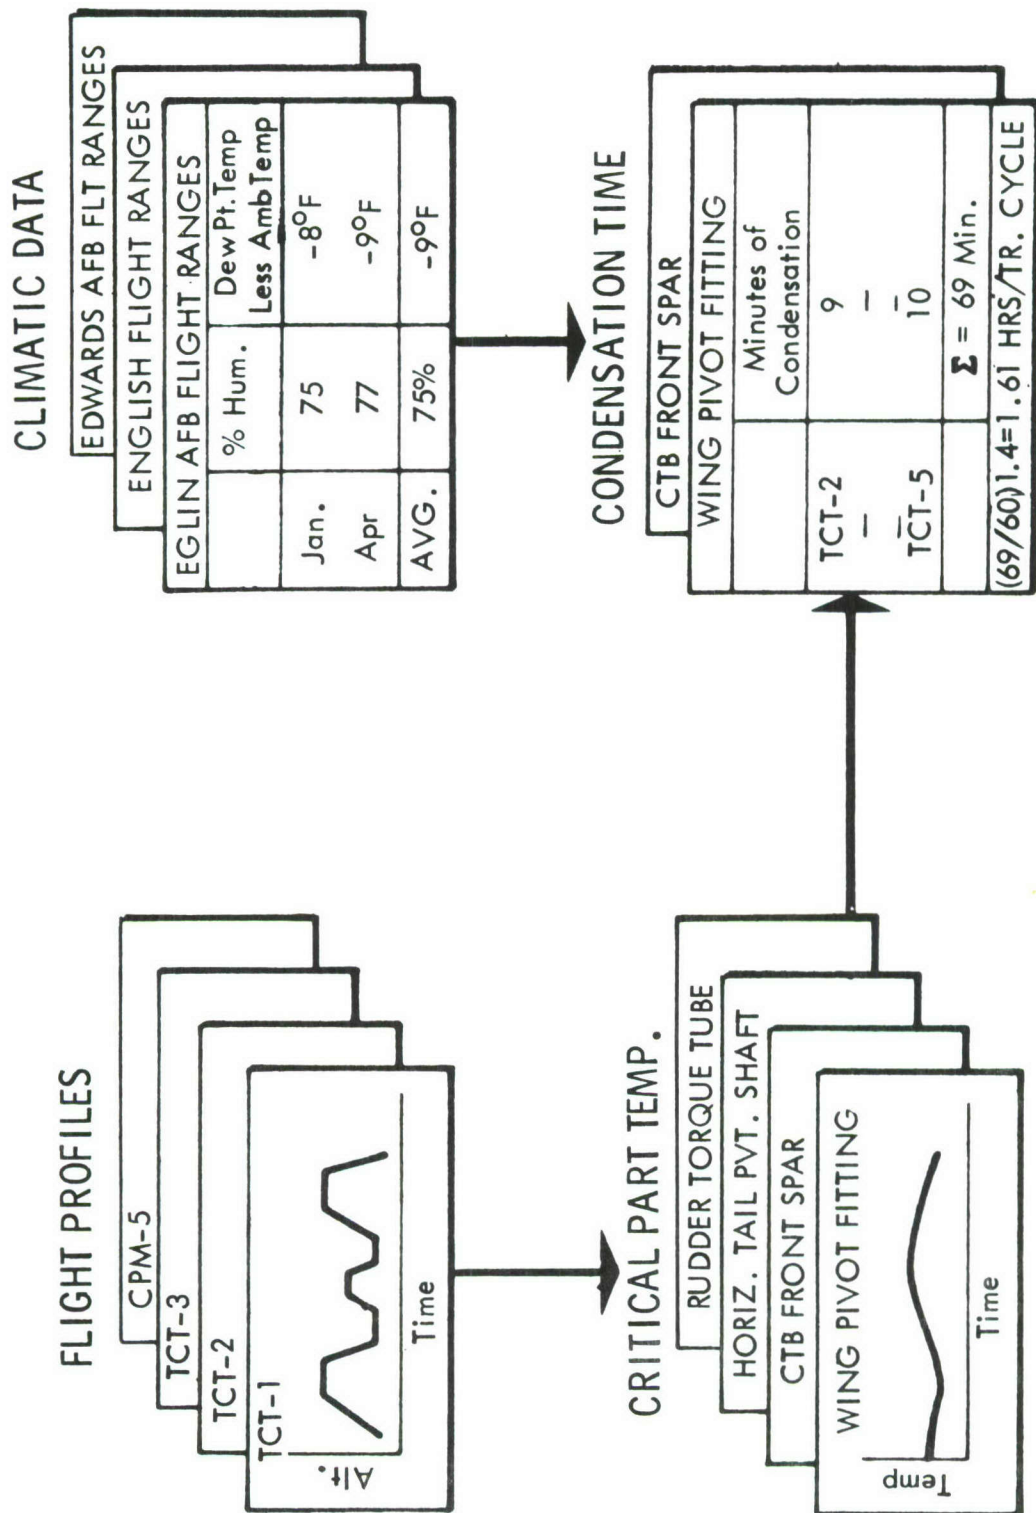 FLIGHT PROFILES
CPM-5
TCT-3
TCT-2
TCT-1
Alt.
Time
CLIMATIC DATA
EDWARDS AFB FLT RANGES
ENGLISH FLIGHT RANGES
EGLIN AFB FLIGHT RANGES
% Hum. Dew Pt. Temp
Less Amb Temp
Jan. 75 -8°F
Apr 77 -9°F
AVG. 75% -9°F
CRITICAL PART TEMP.
RUDDER TORQUE TUBE
HORIZ. TAIL PVT. SHAFT
CTB FRONT SPAR
WING PIVOT FITTING
Temp
Time
CONDENSATION TIME
CTB FRONT SPAR
WING PIVOT FITTING
Minutes of
Condensation
TCT-2 9
— —
— —
TCT-5 10
Σ = 69 Min.
(69/60)1.4=1.61 HRS/TR. CYCLE